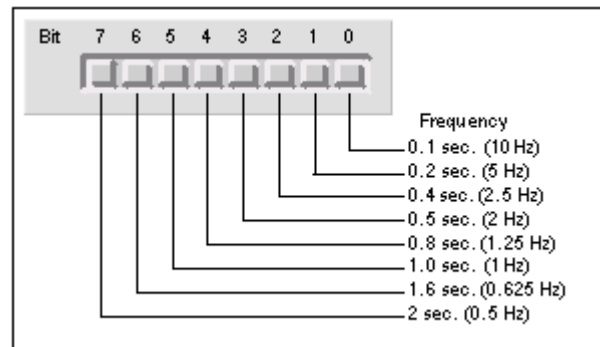 Bit 7 6 5 4 3 2 1 0
Frequency
0.1 sec. (10 Hz)
0.2 sec. (5 Hz)
0.4 sec. (2.5 Hz)
0.5 sec. (2 Hz)
0.8 sec. (1.25 Hz)
1.0 sec. (1 Hz)
1.6 sec. (0.625 Hz)
2 sec. (0.5 Hz)